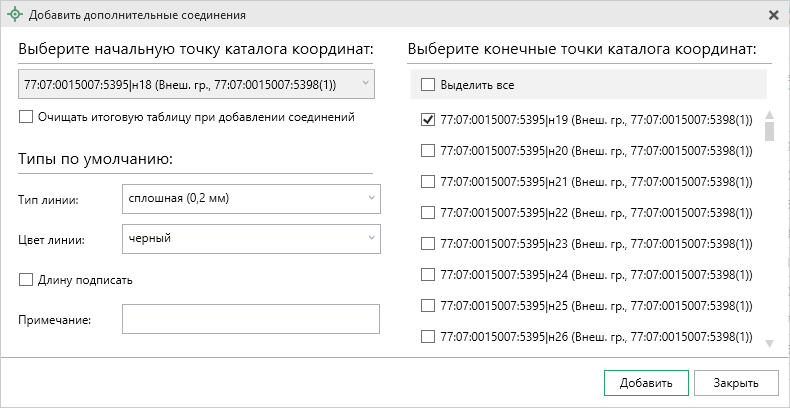 Добавить дополнительные соединения
Выберите начальную точку каталога координат:
77:07:0015007:5395|н18 (Внеш. гр., 77:07:0015007:5398(1))
Очищать итоговую таблицу при добавлении соединений
Типы по умолчанию:
Тип линии:
сплошная (0,2 мм)
Цвет линии:
черный
Длину подписать
Примечание:
Выберите конечные точки каталога координат:
Выделить все
77:07:0015007:5395|н19 (Внеш. гр., 77:07:0015007:5398(1))
77:07:0015007:5395|н20 (Внеш. гр., 77:07:0015007:5398(1))
77:07:0015007:5395|н21 (Внеш. гр., 77:07:0015007:5398(1))
77:07:0015007:5395|н22 (Внеш. гр., 77:07:0015007:5398(1))
77:07:0015007:5395|н23 (Внеш. гр., 77:07:0015007:5398(1))
77:07:0015007:5395|н24 (Внеш. гр., 77:07:0015007:5398(1))
77:07:0015007:5395|н25 (Внеш. гр., 77:07:0015007:5398(1))
77:07:0015007:5395|н26 (Внеш. гр., 77:07:0015007:5398(1))
Добавить
Закрыть